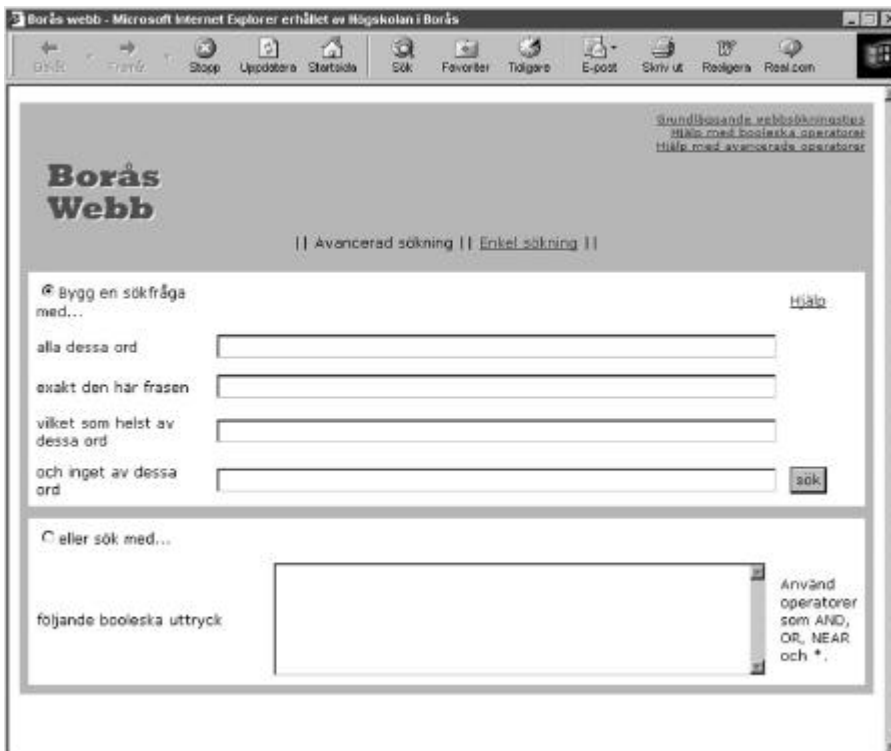 Borås webb - Microsoft Internet Explorer erhållet av Högskolan i Borås
Stopp Uppdatera Startsida Sök Favoriter Tidigare E-post Skriv ut Redigera Real.com
Grundläggande webbsökningstips
Hjälp med booleska operatorer
Hjälp med avancerade operatorer
Borås
Webb
|| Avancerad sökning || Enkel sökning ||
Bygg en sökfråga
med...
Hjälp
alla dessa ord
exakt den här frasen
vilket som helst av
dessa ord
och inget av dessa
ord
sök
eller sök med...
följande booleska uttryck
Använd
operatorer
som AND,
OR, NEAR
och *.